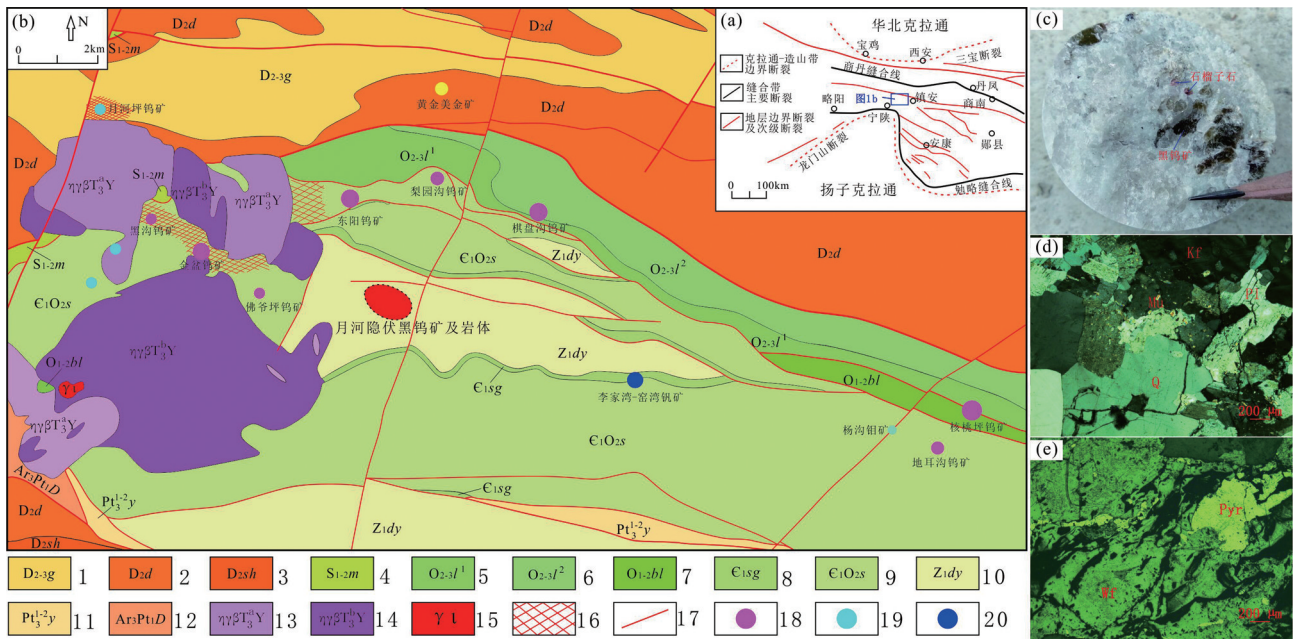 (b)
N
0 2km
D2d
S1-2m
D2-3g
D2d
月河坪钨矿
黄金美金矿
D2d
D2d
ηγβT₃ᵃY
S1-2m
ηγβT₃ᵇY
ηγβT₃ᵃY
O2-3l¹
梨园沟钨矿
东阳钨矿
棋盘沟钨矿
黑沟钨矿
金盆钨矿
S1-2m
Є1O2s
Z1dy
O2-3l²
D2d
Є1O2s
佛爷坪钨矿
月河隐伏黑钨矿及岩体
ηγβT₃ᵇY
Z1dy
O2-3l¹
O1-2bl
γι
Є1sg
李家湾-窑湾钒矿
O1-2bl
核桃坪钨矿
ηγβT₃ᵃY
Є1O2s
杨沟钼矿
地耳沟钨矿
Ar3Pt1D
Pt₃¹⁻²y
D2d
Є1sg
Z1dy
Pt₃¹⁻²y
D2sh
(a)
华北克拉通
克拉通-造山带
边界断裂
缝合带
主要断裂
地层边界断裂
及次级断裂
0 100km
宝鸡
西安
三宝断裂
商丹缝合线
丹凤
图1b
镇安
商南
略阳
宁陕
安康
郧县
龙门山断裂
勉略缝合线
扬子克拉通
(c)
石榴子石
黑钨矿
(d)
Kf
Pl
Q
200 μm
(e)
Pyr
Wf
200 μm
D2-3g 1
D2d 2
D2sh 3
S1-2m 4
O2-3l¹ 5
O2-3l² 6
O1-2bl 7
Є1sg 8
Є1O2s 9
Z1dy 10
Pt₃¹⁻²y 11
Ar3Pt1D 12
ηγβT₃ᵃY 13
ηγβT₃ᵇY 14
γι 15
16
17
18
19
20